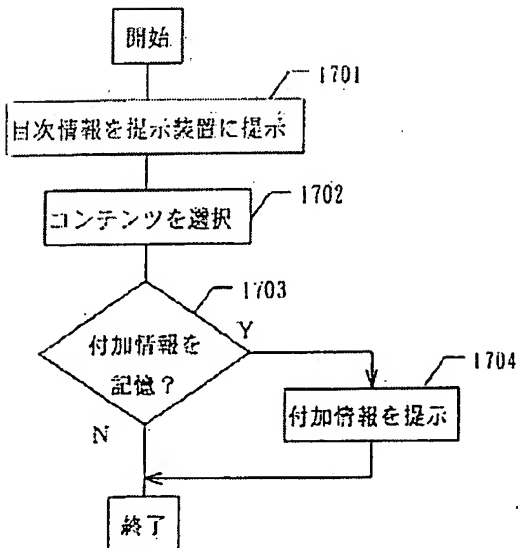 開始
1701
目次情報を提示装置に提示
1702
コンテンツを選択
1703
付加情報を
記憶？
Y
N
1704
付加情報を提示
終了